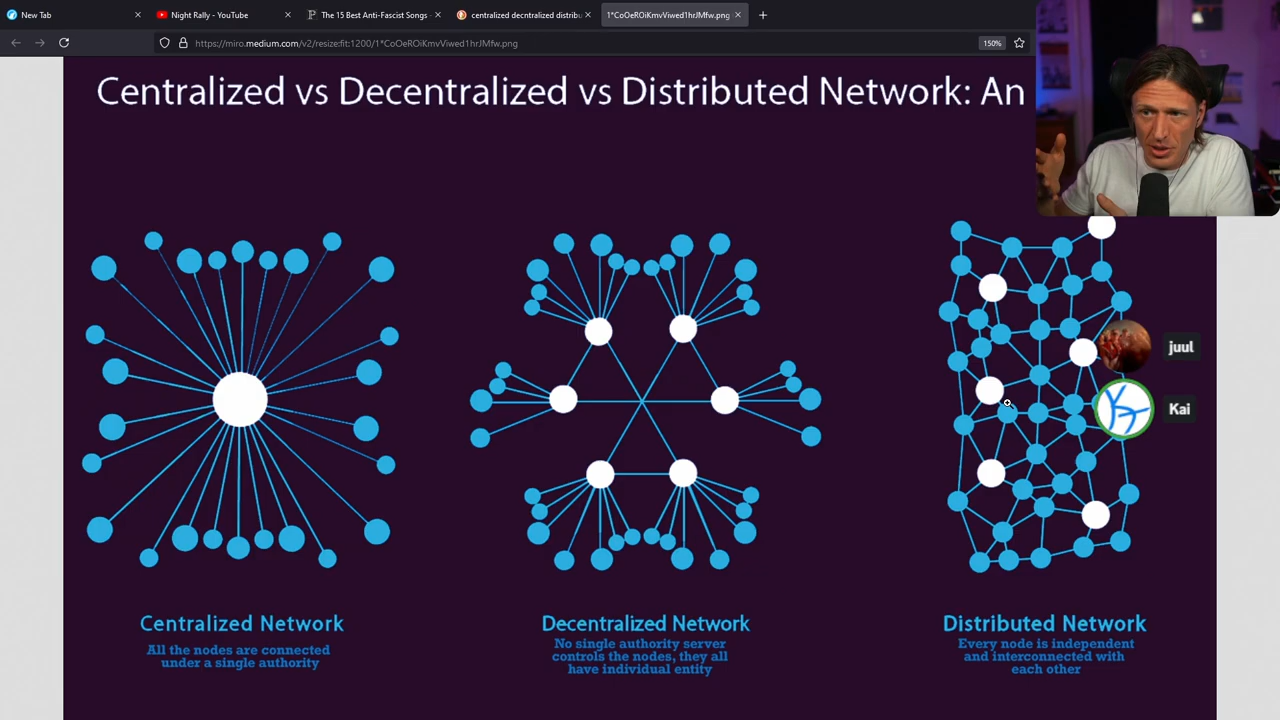 New Tab
Night Rally - YouTube
The 15 Best Anti-Fascist Songs
centralized decntralized distribu
1*CoOeROiKmvViwed1hrJMfw.png
https://miro.medium.com/v2/resize:fit:1200/1*CoOeROiKmvViwed1hrJMfw.png
150%
Centralized vs Decentralized vs Distributed Network: An
juul
Kai
Centralized Network
All the nodes are connected
under a single authority
Decentralized Network
No single authority server
controls the nodes, they all
have individual entity
Distributed Network
Every node is independent
and interconnected with
each other